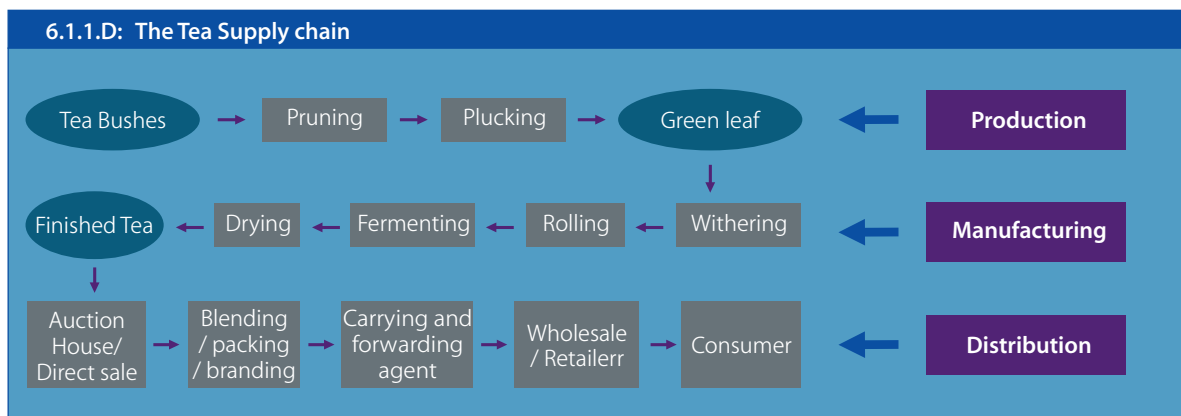 6.1.1.D: The Tea Supply chain
Tea Bushes
Pruning
Plucking
Green leaf
Production
Finished Tea
Drying
Fermenting
Rolling
Withering
Manufacturing
Auction
House/
Direct sale
Blending
/ packing
/ branding
Carrying and
forwarding
agent
Wholesale
/ Retailerr
Consumer
Distribution